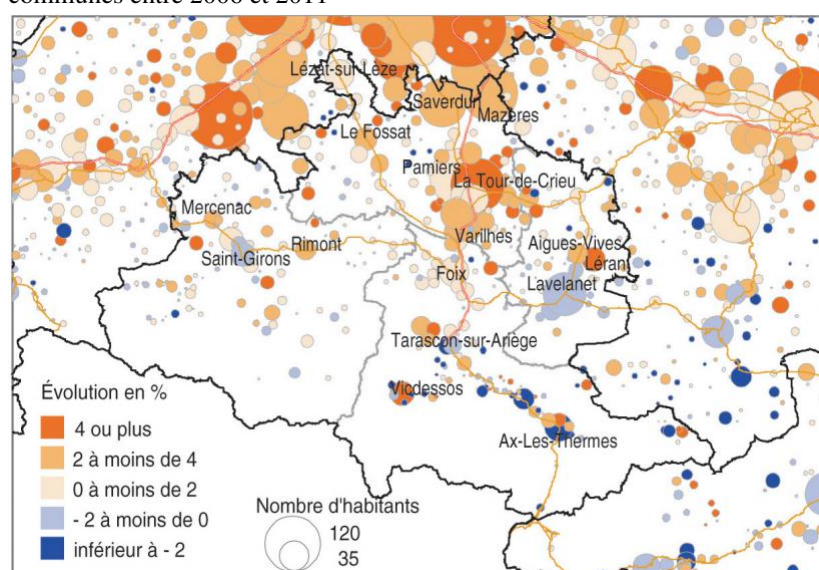 communes entre 2006 et 2011
Lézat-sur-Lèze
Saverdun
Mazères
Le Fossat
Pamiers
La Tour-de-Crieu
Mercenac
Varilhes
Rimont
Aigues-Vives
Saint-Girons
Léran
Foix
Lavelanet
Tarascon-sur-Ariège
Vicdessos
Ax-Les-Thermes
Évolution en %
4 ou plus
2 à moins de 4
0 à moins de 2
- 2 à moins de 0
inférieur à - 2
Nombre d'habitants
120
35